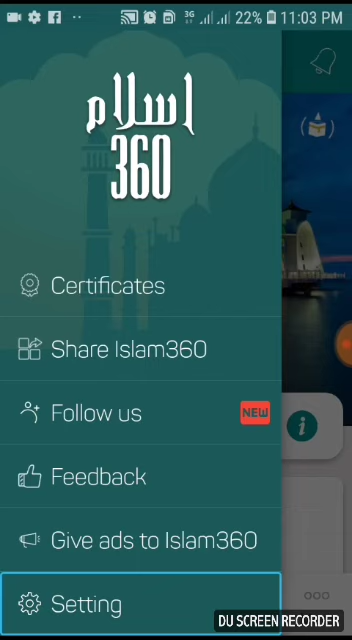 3G 22% 11:03 PM
اسلام
360
Certificates
Share Islam360
Follow us
NEW
Feedback
Give ads to Islam360
Setting
DU SCREEN RECORDER